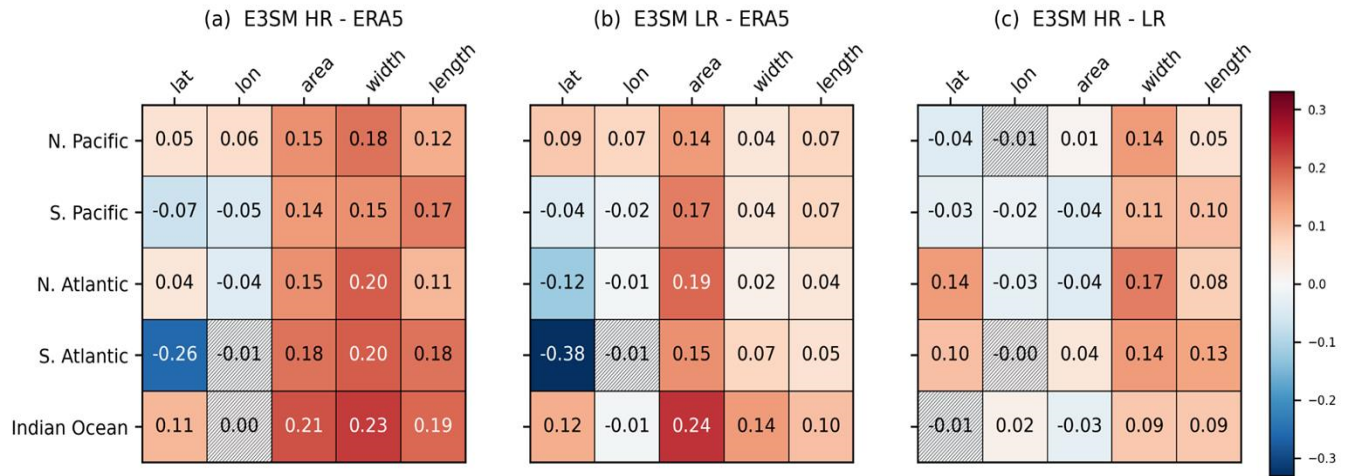 (a) E3SM HR - ERA5
(b) E3SM LR - ERA5
(c) E3SM HR - LR
lat lon area width length
lat lon area width length
lat lon area width length
N. Pacific 0.05 0.06 0.15 0.18 0.12 0.09 0.07 0.14 0.04 0.07 -0.04 -0.01 0.01 0.14 0.05
S. Pacific -0.07 -0.05 0.14 0.15 0.17 -0.04 -0.02 0.17 0.04 0.07 -0.03 -0.02 -0.04 0.11 0.10
N. Atlantic 0.04 -0.04 0.15 0.20 0.11 -0.12 -0.01 0.19 0.02 0.04 0.14 -0.03 -0.04 0.17 0.08
S. Atlantic -0.26 -0.01 0.18 0.20 0.18 -0.38 -0.01 0.15 0.07 0.05 0.10 -0.00 0.04 0.14 0.13
Indian Ocean 0.11 0.00 0.21 0.23 0.19 0.12 -0.01 0.24 0.14 0.10 -0.01 0.02 -0.03 0.09 0.09
0.3
0.2
0.1
0.0
−0.1
−0.2
−0.3